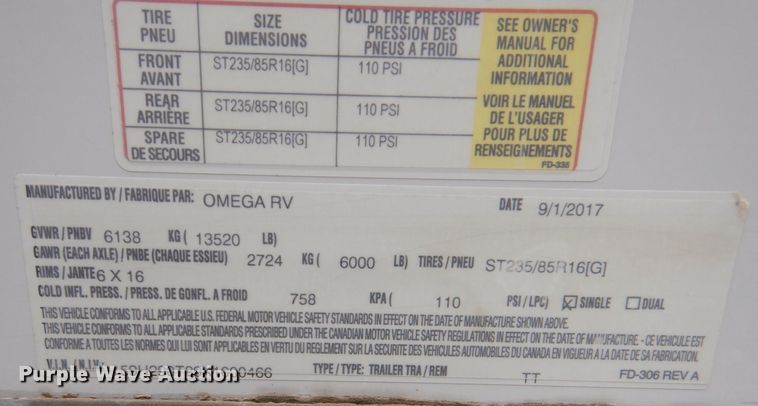 TIRE PNEU SIZE DIMENSIONS COLD TIRE PRESSURE PRESSION DES PNEUS A FROID
FRONT AVANT ST235/85R16[G] 110 PSI
REAR ARRIÈRE ST235/85R16[G] 110 PSI
SPARE DE SECOURS ST235/85R16[G] 110 PSI
SEE OWNER'S
MANUAL FOR
ADDITIONAL
INFORMATION
VOIR LE MANUEL
DE L'USAGER
POUR PLUS DE
RENSEIGNEMENTS
FD-335
MANUFACTURED BY / FABRIQUE PAR: OMEGA RV DATE 9/1/2017
GVWR / PNBV 6138 KG ( 13520 LB)
GAWR (EACH AXLE) / PNBE (CHAQUE ESSIEU) 2724 KG ( 6000 LB) TIRES / PNEU ST235/85R16[G]
RIMS / JANTE 6 X 16
COLD INFL. PRESS. / PRESS. DE GONFL. A FROID 758 KPA ( 110 PSI / LPC) SINGLE DUAL
THIS VEHICLE CONFORMS TO ALL APPLICABLE U.S. FEDERAL MOTOR VEHICLE SAFETY STANDARDS IN EFFECT ON THE DATE OF MANUFACTURE SHOWN ABOVE.
THIS VEHICLE CONFORMS TO ALL APPLICABLE STANDARDS PRESCRIBED UNDER THE CANADIAN MOTOR VEHICLE SAFETY REGULATIONS IN EFFECT ON THE DATE OF MANUFACTURE. - CE VEHICULE EST
CONFORME A TOUTES LES NORMES QUI LUI SONT APPLICABLES EN VERTU DU REGLEMENT SUR LA SECURITE DES VEHICULES AUTOMOBILES DU CANADA EN VIGUEUR A LA DATE DE SA FABRICATION.
V.I.N. / N.I.V. TYPE / TYPE: TRAILER TRA / REM TT FD-306 REV A
Purple Wave Auction